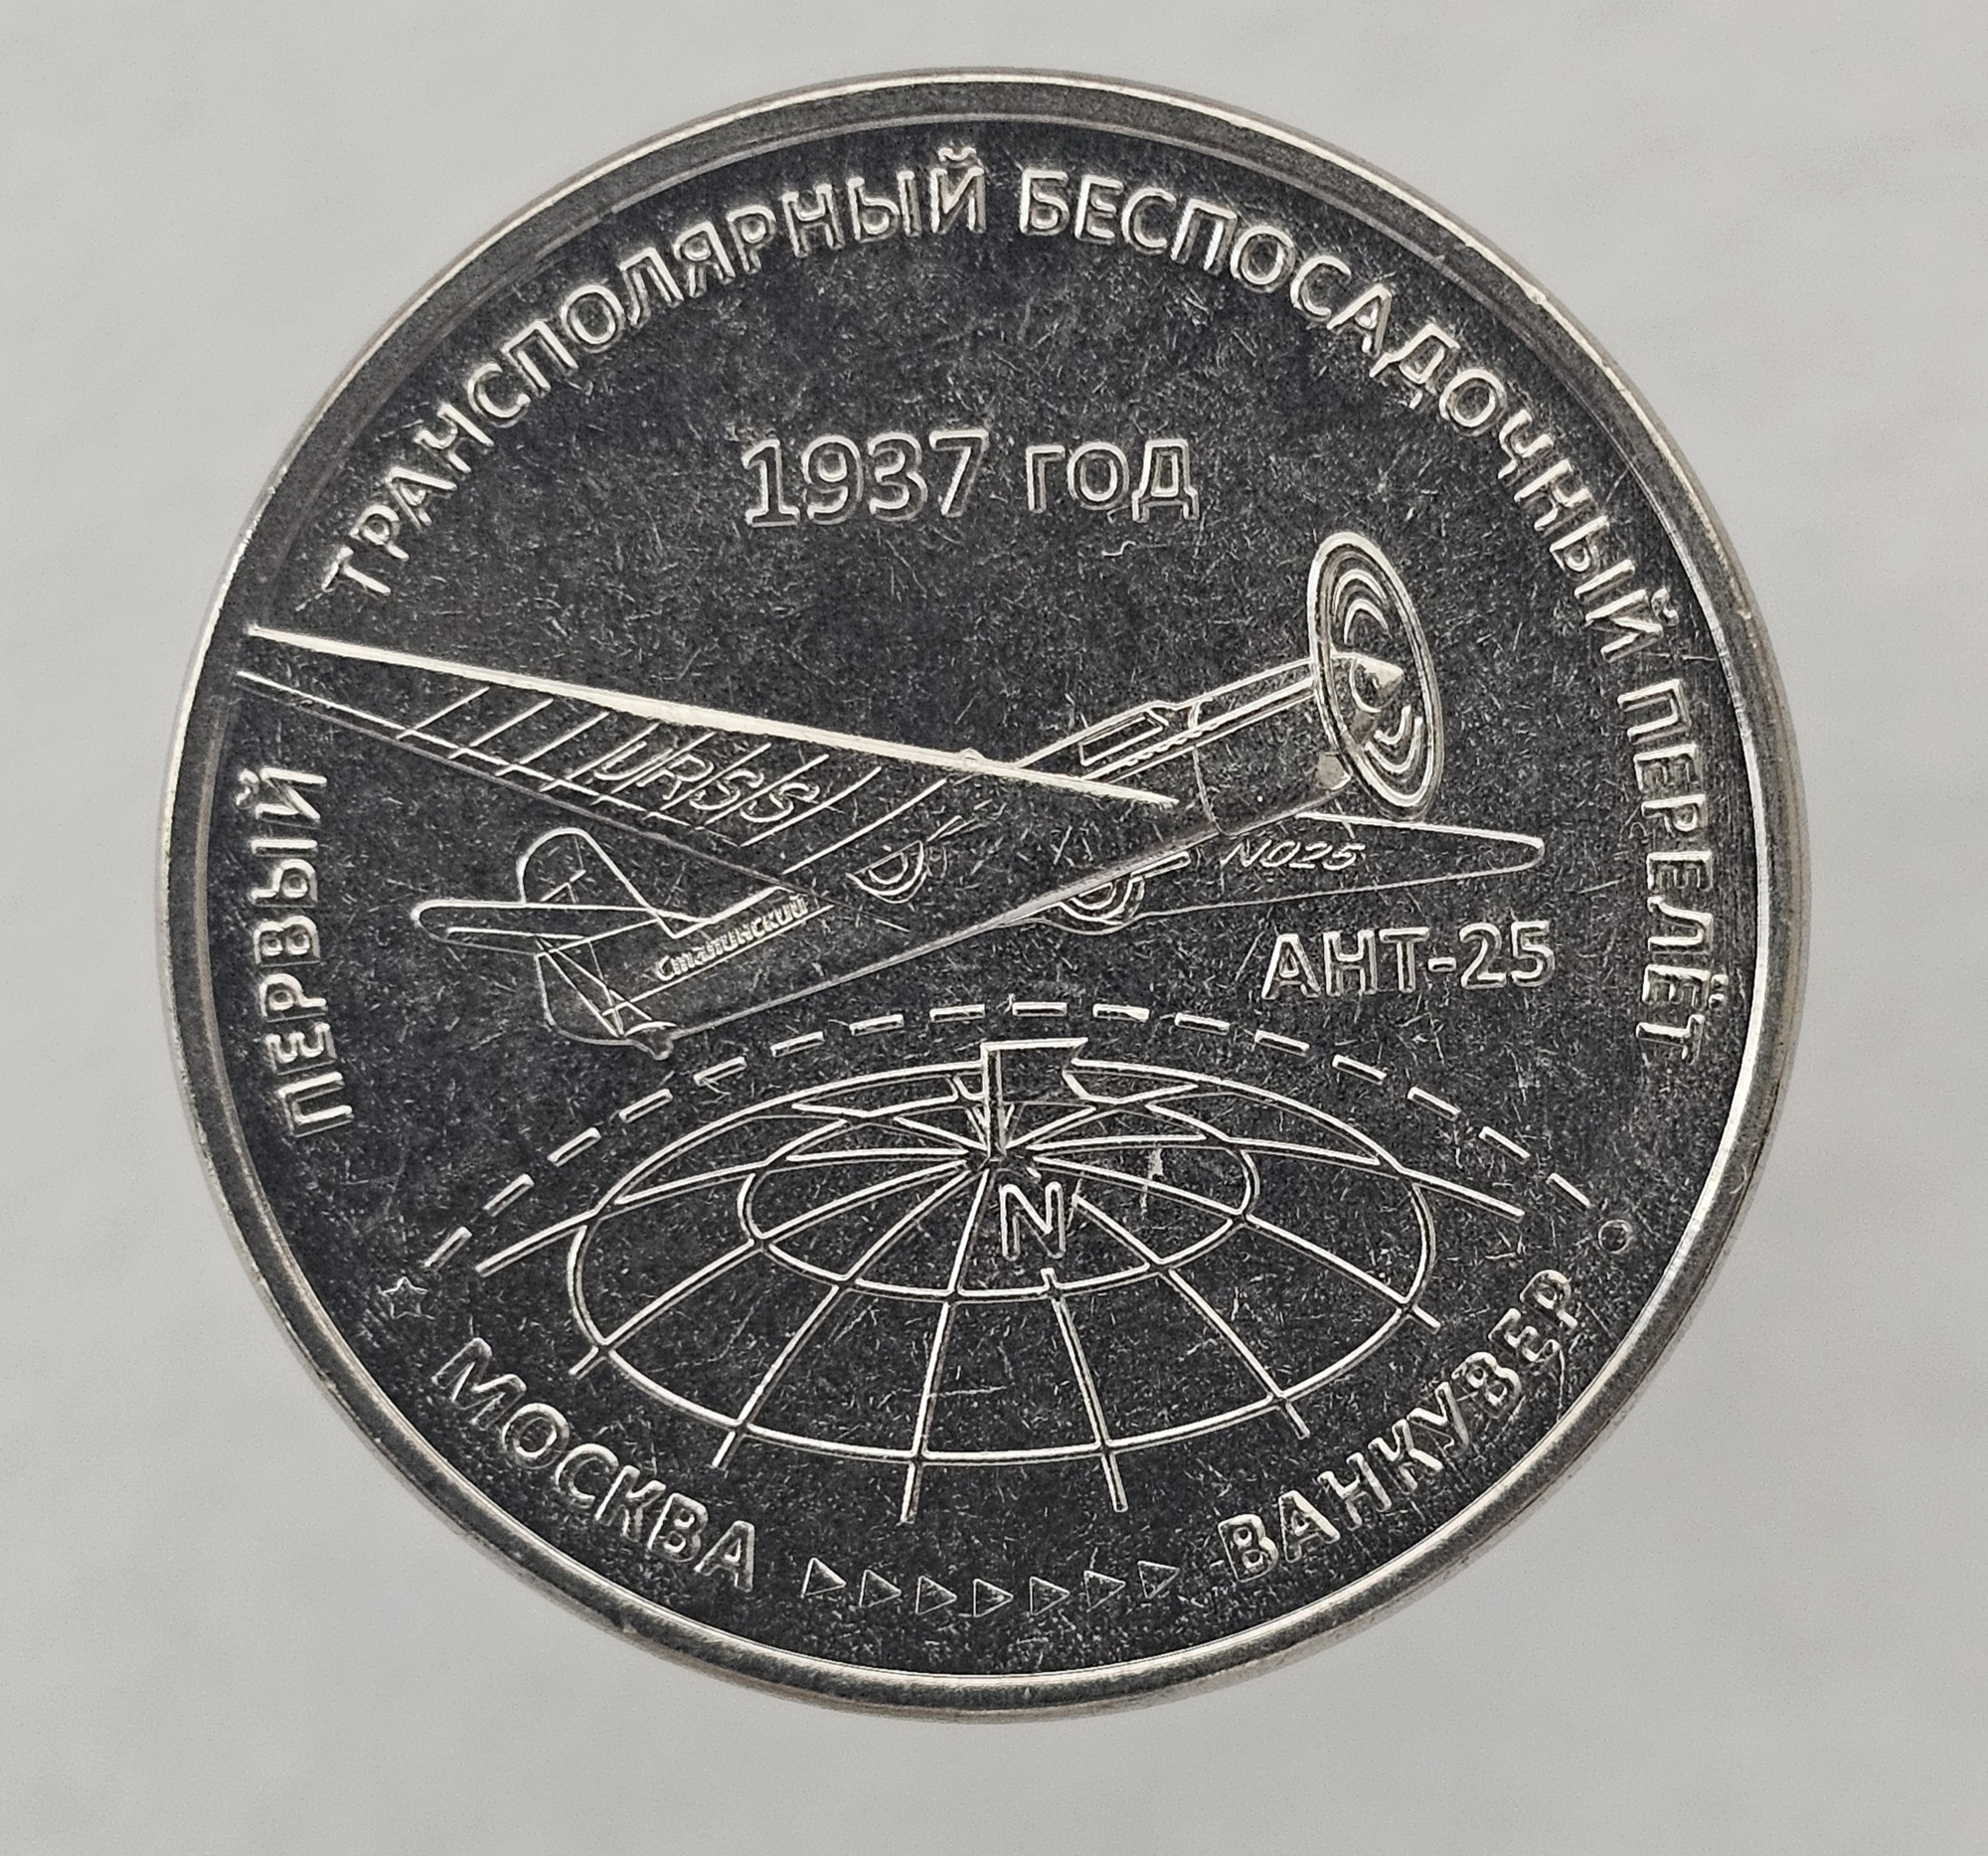 ПЕРВЫЙ ТРАНСПОЛЯРНЫЙ БЕСПОСАДОЧНЫЙ ПЕРЕЛЁТ
1937 год
URSS
N025
Сталинский
АНТ-25
N
МОСКВА ВАНКУВЕР